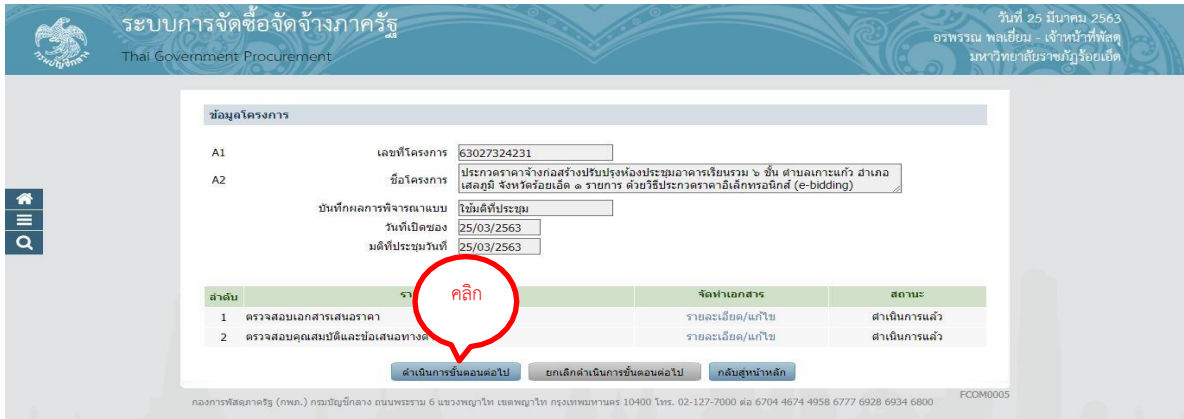 ระบบการจัดซื้อจัดจ้างภาครัฐ
Thai Government Procurement
วันที่ 25 มีนาคม 2563
อรพรรณ พลเยี่ยม - เจ้าหน้าที่พัสดุ
มหาวิทยาลัยราชภัฏร้อยเอ็ด
ข้อมูลโครงการ
A1 เลขที่โครงการ 63027324231
A2 ชื่อโครงการ ประกวดราคาจ้างก่อสร้างปรับปรุงห้องประชุมอาคารเรียนรวม ๖ ชั้น ตำบลเกาะแก้ว อำเภอ
เสลภูมิ จังหวัดร้อยเอ็ด ๑ รายการ ด้วยวิธีประกวดราคาอิเล็กทรอนิกส์ (e-bidding)
บันทึกผลการพิจารณาแบบ ใช้มติที่ประชุม
วันที่เปิดซอง 25/03/2563
มติที่ประชุมวันที่ 25/03/2563
คลิก
ลำดับ จัดทำเอกสาร สถานะ
1 ตรวจสอบเอกสารเสนอราคา รายละเอียด/แก้ไข ดำเนินการแล้ว
2 ตรวจสอบคุณสมบัติและข้อเสนอทาง รายละเอียด/แก้ไข ดำเนินการแล้ว
ดำเนินการขั้นตอนต่อไป ยกเลิกดำเนินการขั้นตอนต่อไป กลับสู่หน้าหลัก
กองการพัสดุภาครัฐ (กพภ.) กรมบัญชีกลาง ถนนพระราม 6 แขวงพญาไท เขตพญาไท กรุงเทพมหานคร 10400 โทร. 02-127-7000 ต่อ 6704 4674 4958 6777 6928 6934 6800
FCOM0005